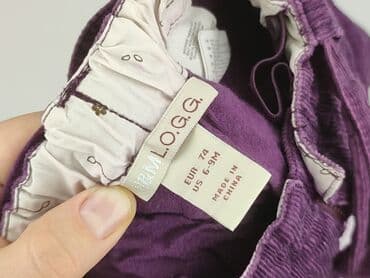 H&M L.O.G.G.
EUR 74
US 6-9M
MADE IN
CHINA